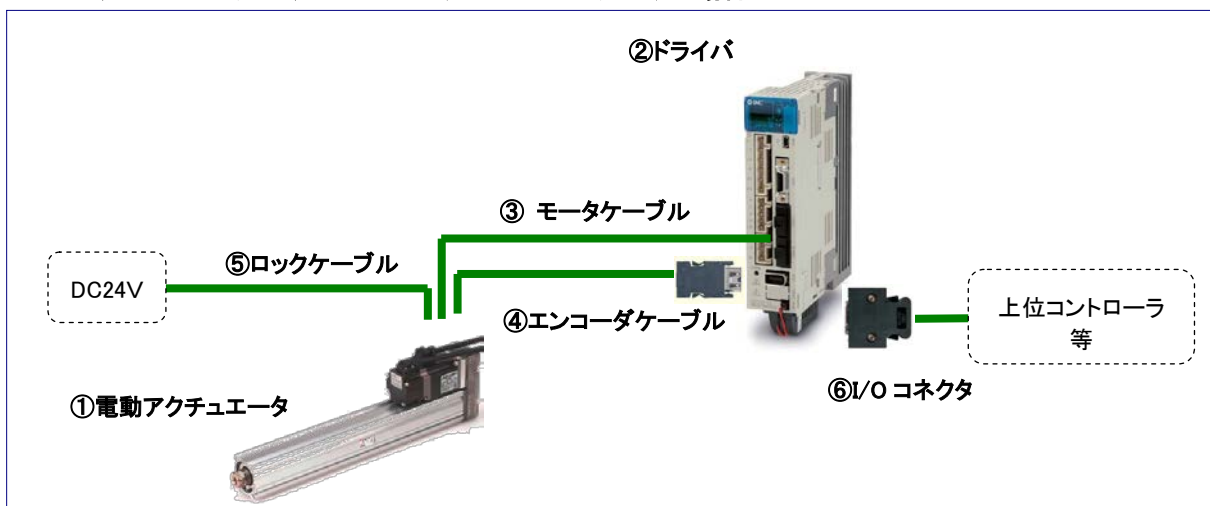 ②ドライバ
③ モータケーブル
⑤ロックケーブル
DC24V
④エンコーダケーブル
上位コントローラ
等
⑥I/O コネクタ
①電動アクチュエータ